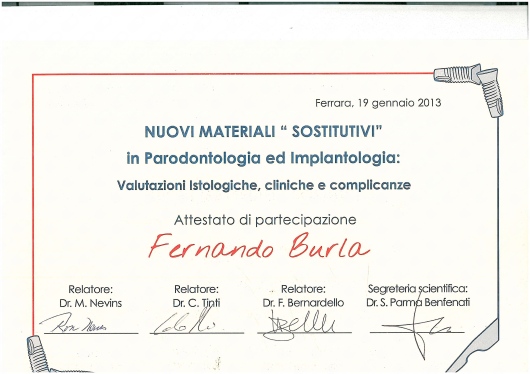 Ferrara, 19 gennaio 2013
NUOVI MATERIALI “ SOSTITUTIVI”
in Parodontologia ed Implantologia:
Valutazioni Istologiche, cliniche e complicanze
Attestato di partecipazione
Fernando Burla
Relatore: Relatore: Relatore: Segreteria scientifica:
Dr. M. Nevins Dr. C. Tinti Dr. F. Bernardello Dr. S. Parma Benfenati